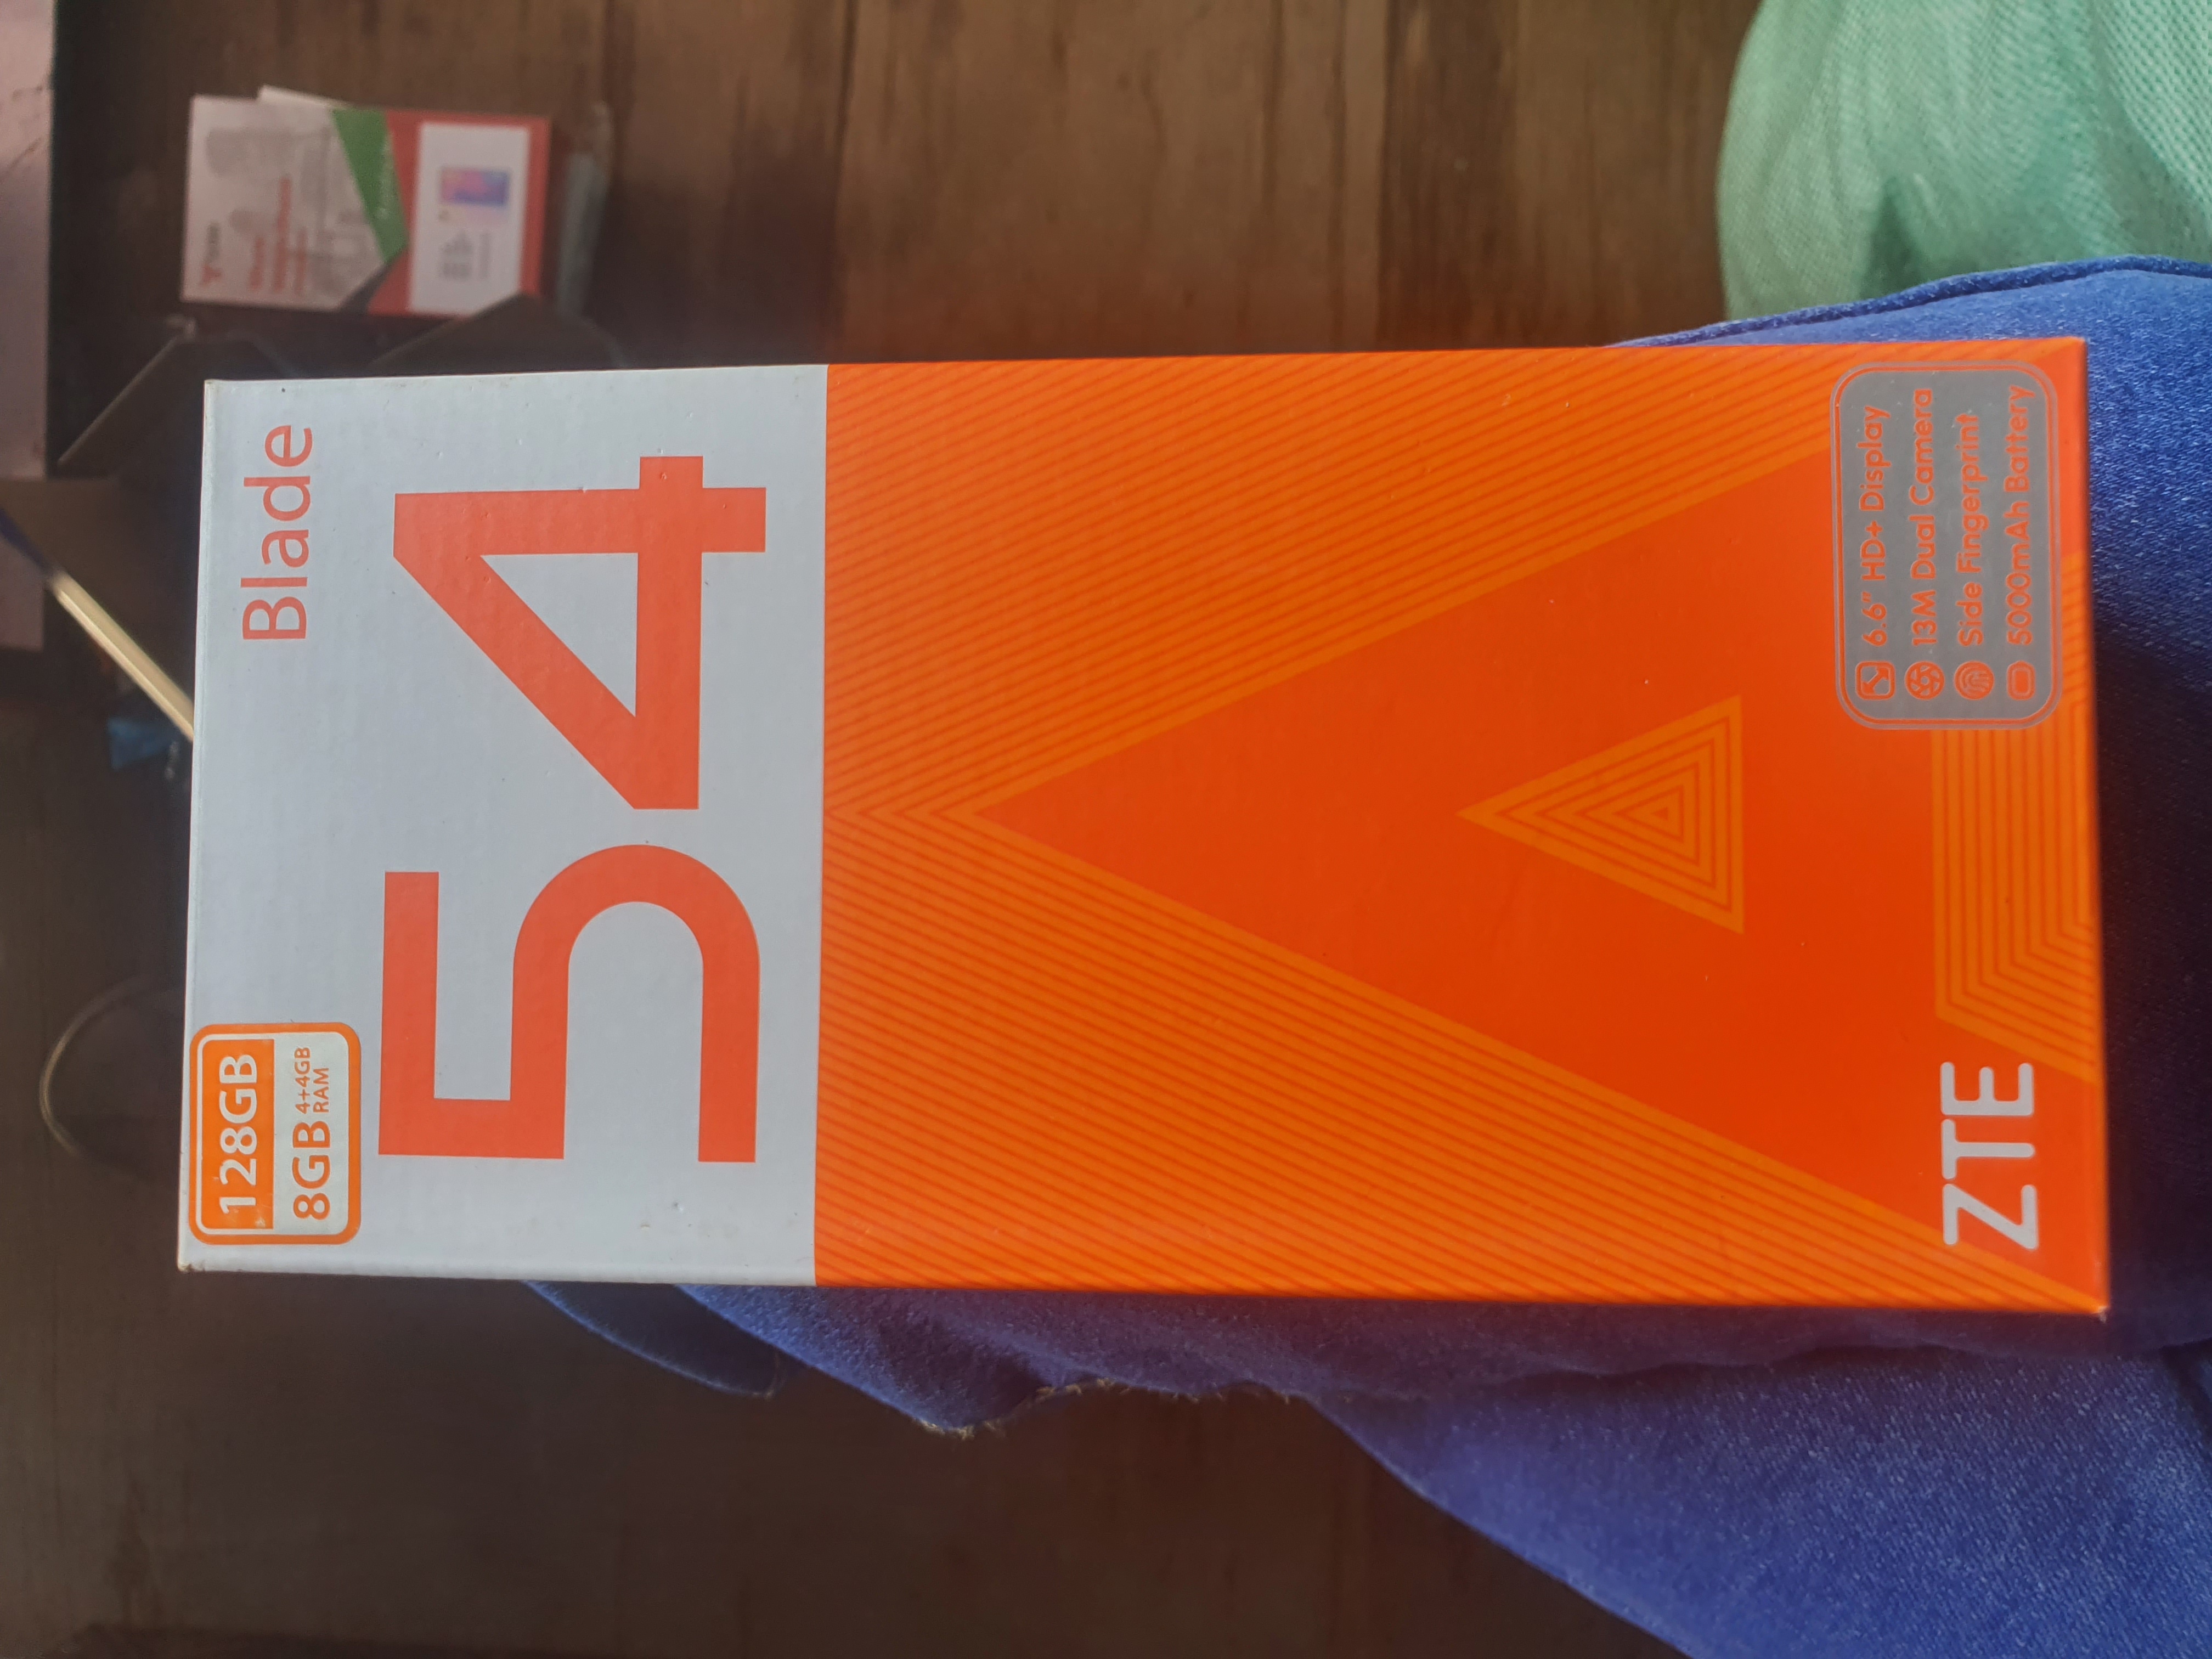 128GB
8GB 4+4GB
RAM
Blade
54
ZTE
6.6" HD+ Display
13M Dual Camera
Side Fingerprint
5000mAh Battery